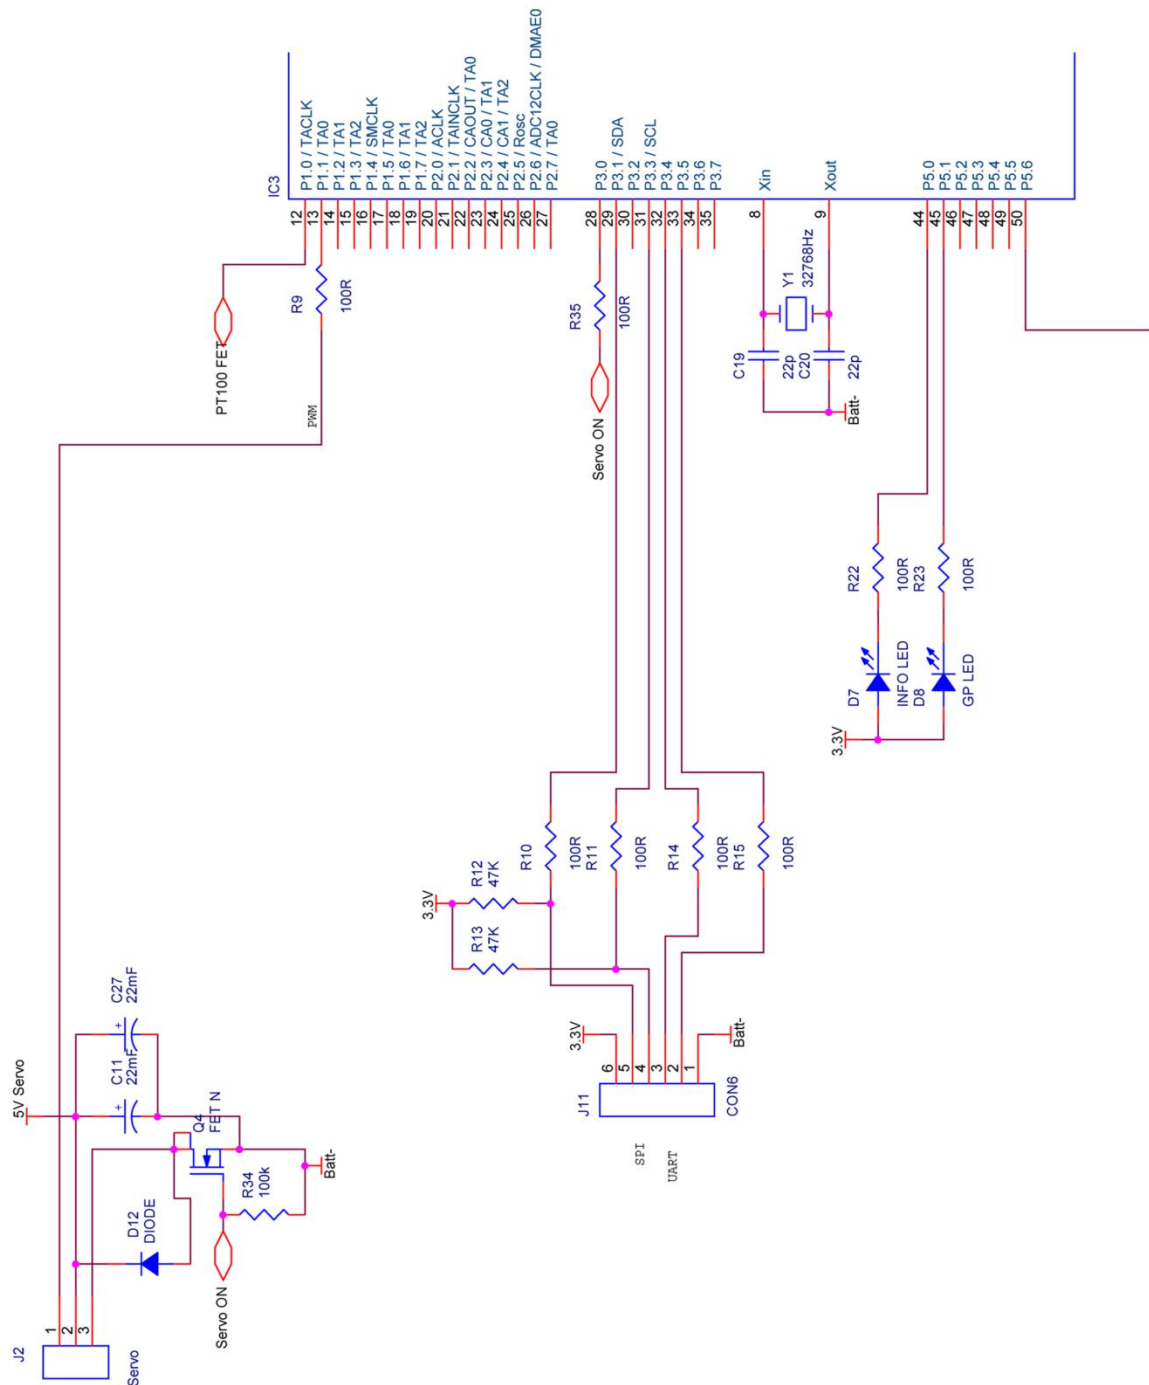 IC3
P1.0 / TACLK
P1.1 / TA0
P1.2 / TA1
P1.3 / TA2
P1.4 / SMCLK
P1.5 / TA0
P1.6 / TA1
P1.7 / TA2
P2.0 / ACLK
P2.1 / TAINCLK
P2.2 / CAOUT / TA0
P2.3 / CA0 / TA1
P2.4 / CA1 / TA2
P2.5 / Rosc
P2.6 / ADC12CLK / DMAE0
P2.7 / TA0
P3.0
P3.1 / SDA
P3.2
P3.3 / SCL
P3.4
P3.5
P3.6
P3.7
Xin
Xout
P5.0
P5.1
P5.2
P5.3
P5.4
P5.5
P5.6
12
13
14
15
16
17
18
19
20
21
22
23
24
25
26
27
28
29
30
31
32
33
34
35
8
9
44
45
46
47
48
49
50
PT100 FET
R9
100R
PWM
R35
100R
Servo ON
Y1
32768Hz
C19
22p
C20
22p
Batt-
R22
100R
R23
100R
D7
INFO LED
D8
GP LED
3.3V
R10
100R
R11
100R
R14
100R
R15
100R
R12
47K
R13
47K
3.3V
3.3V
6
5
4
3
2
1
J11
CON6
Batt-
SPI
UART
5V Servo
C27
22mF
C11
22mF
Q4
FET N
R34
100k
Batt-
D12
DIODE
Servo ON
J2
1
2
3
Servo